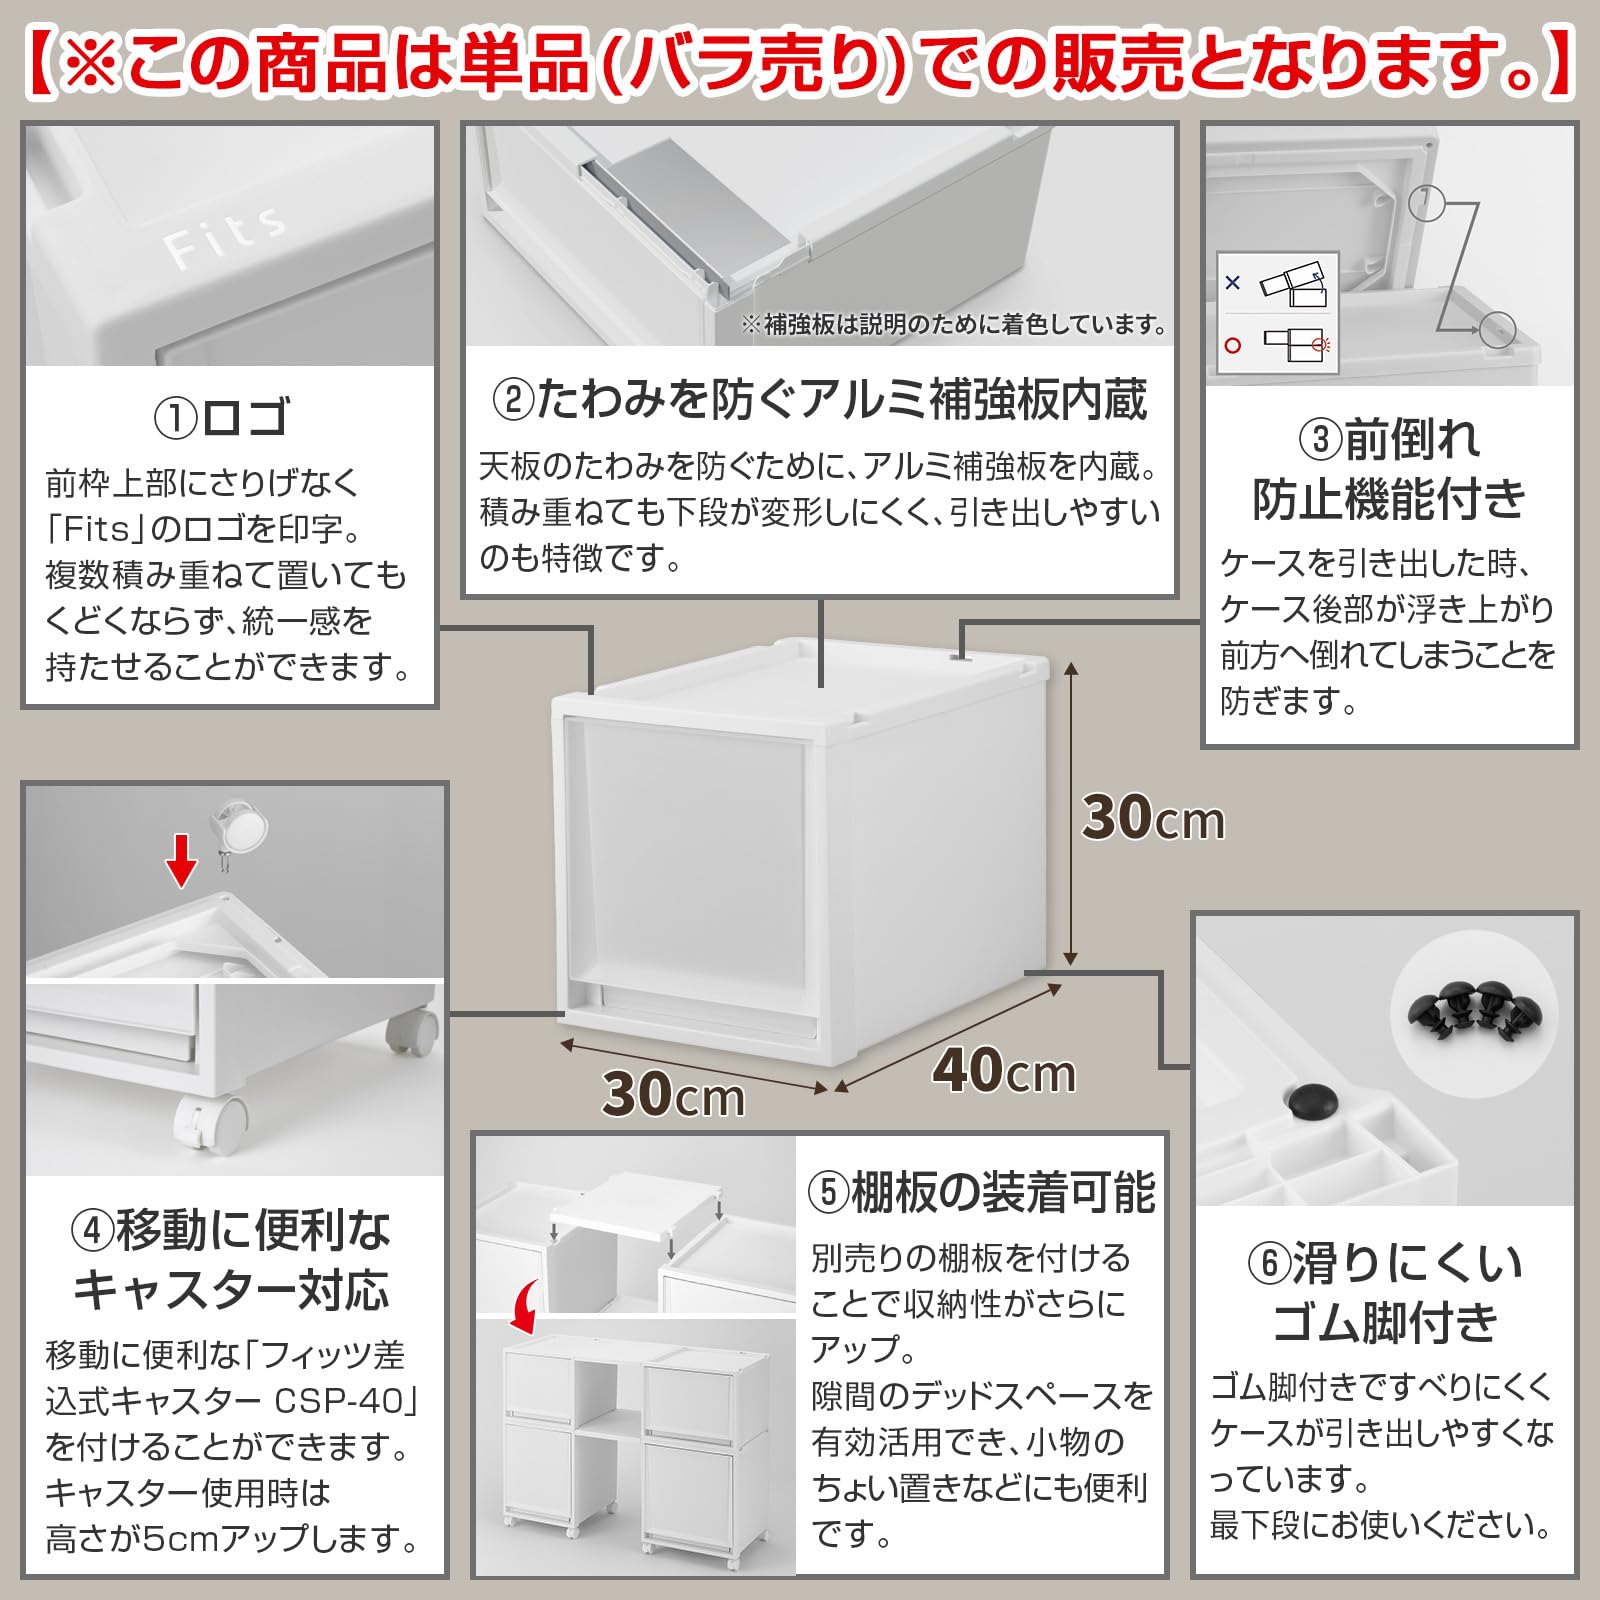 【※この商品は単品(バラ売り)での販売となります。】
Fits
①ロゴ
前枠上部にさりげなく
「Fits」のロゴを印字。
複数積み重ねて置いても
くどくならず、統一感を
持たせることができます。
※補強板は説明のために着色しています。
②たわみを防ぐアルミ補強板内蔵
天板のたわみを防ぐために、アルミ補強板を内蔵。
積み重ねても下段が変形しにくく、引き出しやすい
のも特徴です。
×
○
③前倒れ
防止機能付き
ケースを引き出した時、
ケース後部が浮き上がり
前方へ倒れてしまうことを
防ぎます。
30cm
40cm
30cm
④移動に便利な
キャスター対応
移動に便利な「フィッツ差
込式キャスター CSP-40」
を付けることができます。
キャスター使用時は
高さが5cmアップします。
⑤棚板の装着可能
別売りの棚板を付ける
ことで収納性がさらに
アップ。
隙間のデッドスペースを
有効活用でき、小物の
ちょい置きなどにも便利
です。
⑥滑りにくい
ゴム脚付き
ゴム脚付きですべりにくく
ケースが引き出しやすくな
っています。
最下段にお使いください。